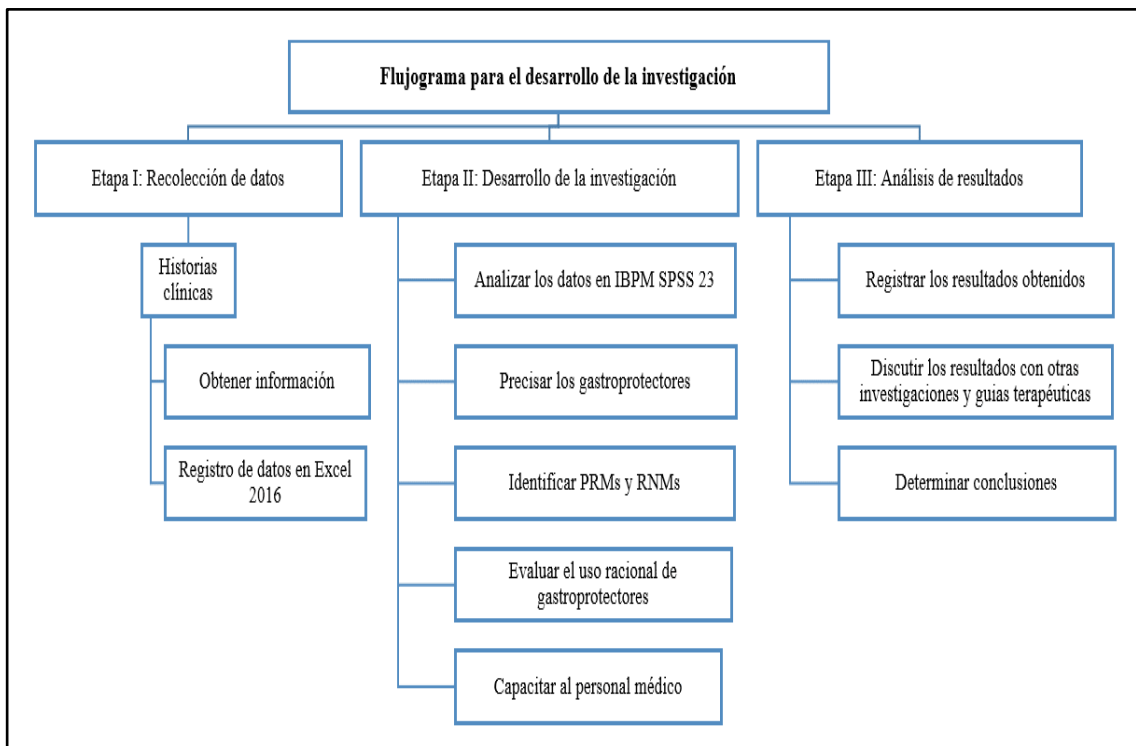 Flujograma para el desarrollo de la investigación
Etapa I: Recolección de datos
Historias
clínicas
Obtener información
Registro de datos en Excel
2016
Etapa II: Desarrollo de la investigación
Analizar los datos en IBPM SPSS 23
Precisar los gastroprotectores
Identificar PRMs y RNMs
Evaluar el uso racional de
gastroprotectores
Capacitar al personal médico
Etapa III: Análisis de resultados
Registrar los resultados obtenidos
Discutir los resultados con otras
investigaciones y guias terapéuticas
Determinar conclusiones